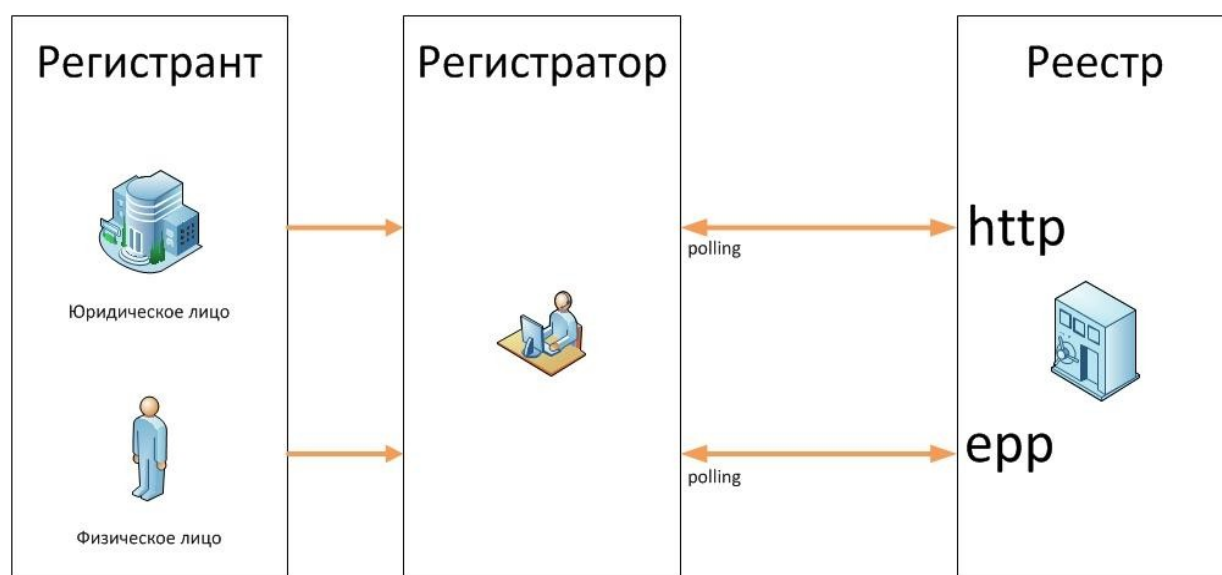 Регистрант
Регистратор
Реестр
http
polling
Юридическое лицо
epp
polling
Физическое лицо